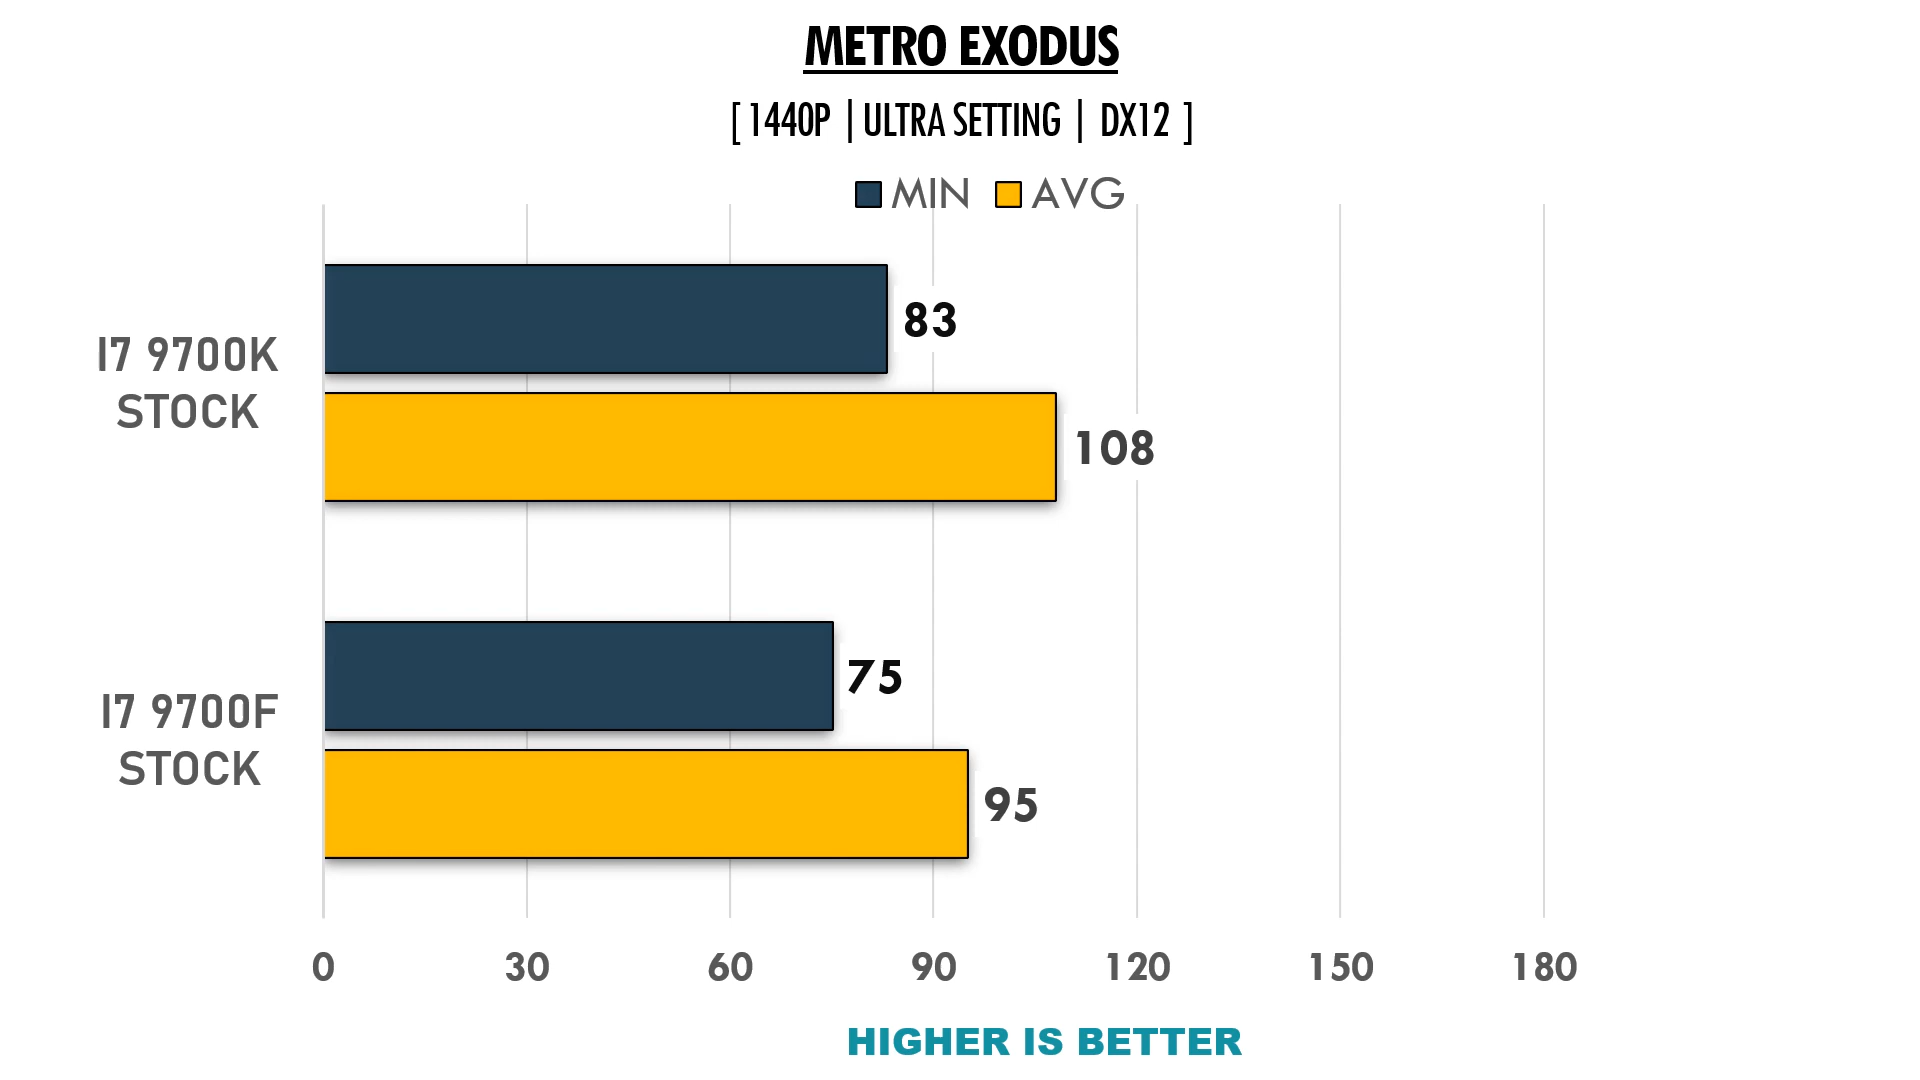 METRO EXODUS
[ 1440P | ULTRA SETTING | DX12 ]
MIN AVG
I7 9700K
STOCK
83
108
I7 9700F
STOCK
75
95
0 30 60 90 120 150 180
HIGHER IS BETTER